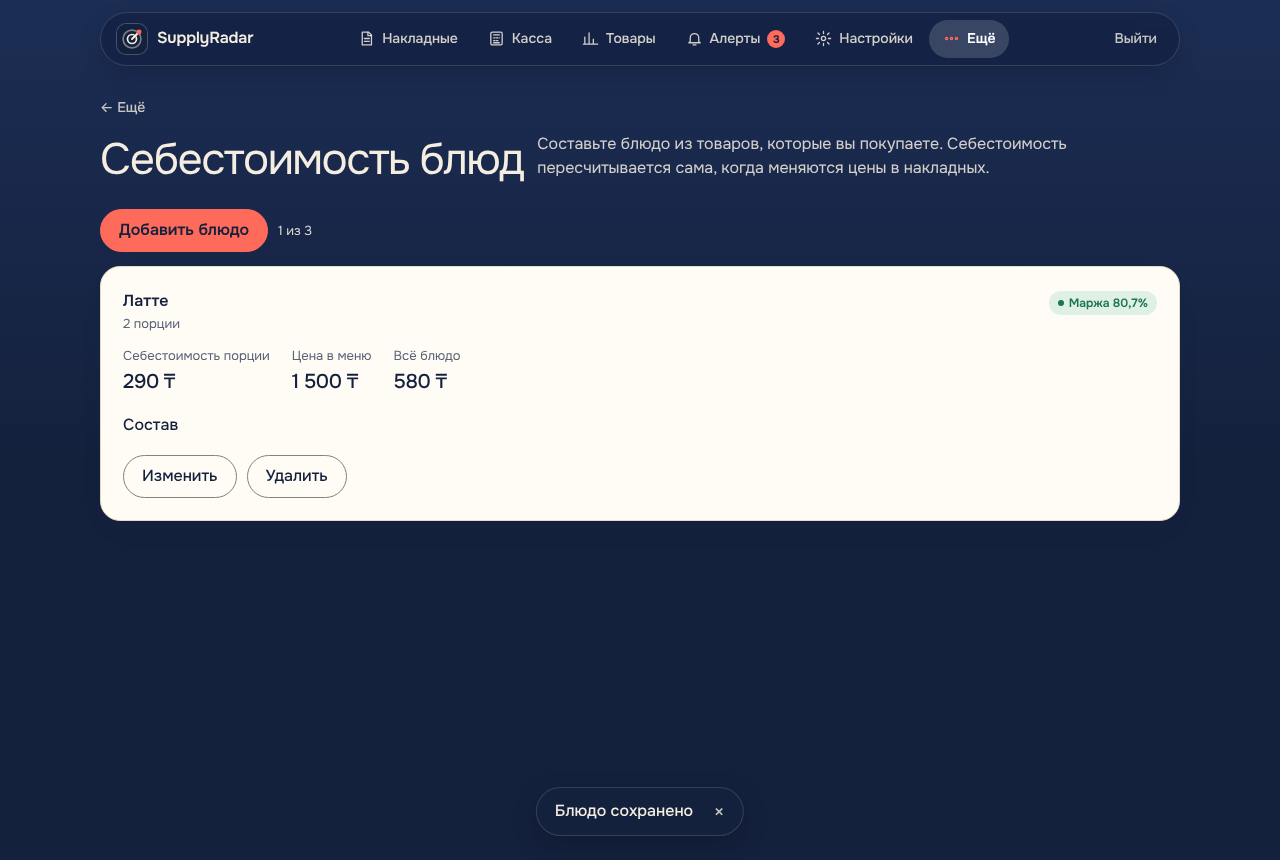 SupplyRadar
Накладные
Касса
Товары
Алерты 3
Настройки
Ещё
Выйти
← Ещё
Себестоимость блюд
Составьте блюдо из товаров, которые вы покупаете. Себестоимость
пересчитывается сама, когда меняются цены в накладных.
Добавить блюдо
1 из 3
Латте
Маржа 80,7%
2 порции
Себестоимость порции
290 ₸
Цена в меню
1 500 ₸
Всё блюдо
580 ₸
Состав
Изменить
Удалить
Блюдо сохранено ×